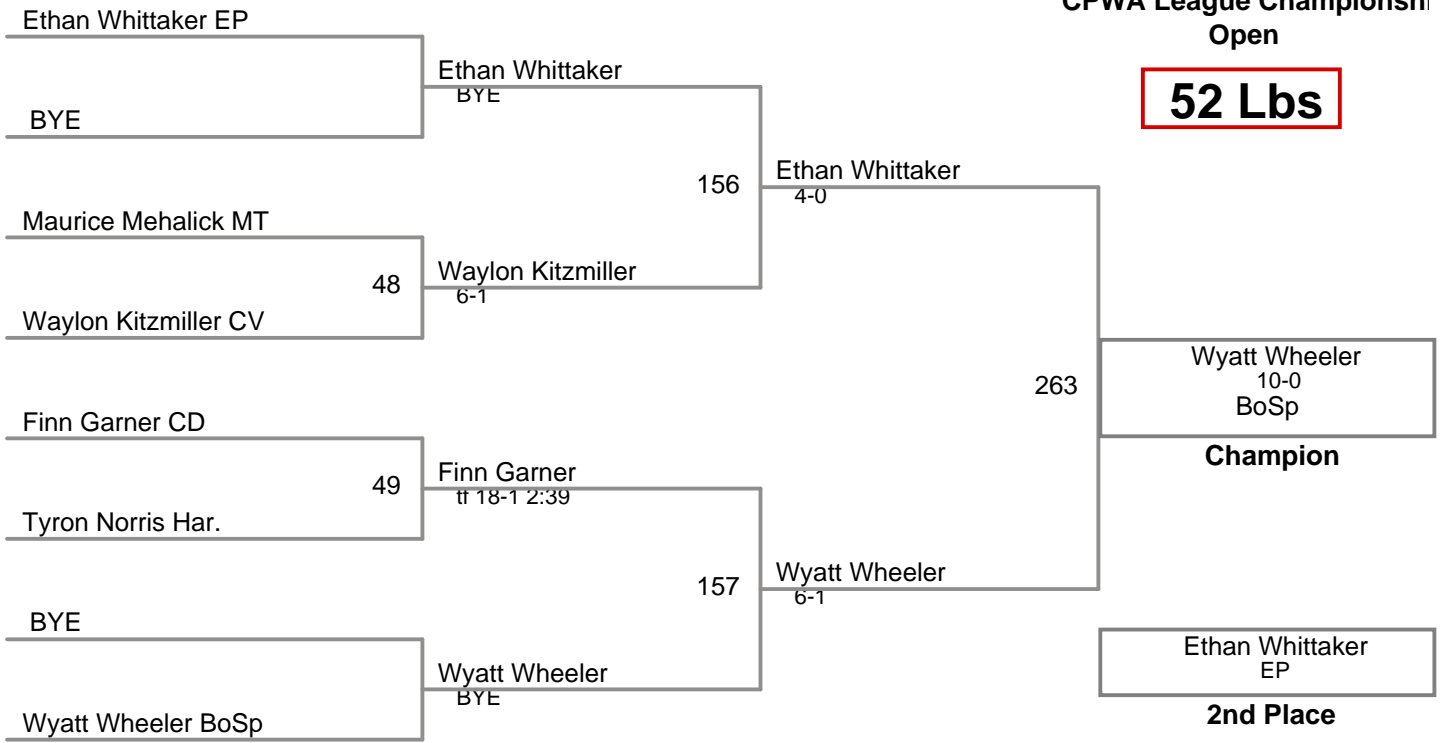 CPWA League Championshi
Open
52 Lbs
Ethan Whittaker EP
BYE
Ethan Whittaker
BYE
Maurice Mehalick MT
48
Waylon Kitzmiller CV
Waylon Kitzmiller
6-1
156
Ethan Whittaker
4-0
Finn Garner CD
49
Tyron Norris Har.
Finn Garner
tf 18-1 2:39
BYE
Wyatt Wheeler BoSp
Wyatt Wheeler
BYE
157
Wyatt Wheeler
6-1
263
Wyatt Wheeler
10-0
BoSp
Champion
Ethan Whittaker
EP
2nd Place